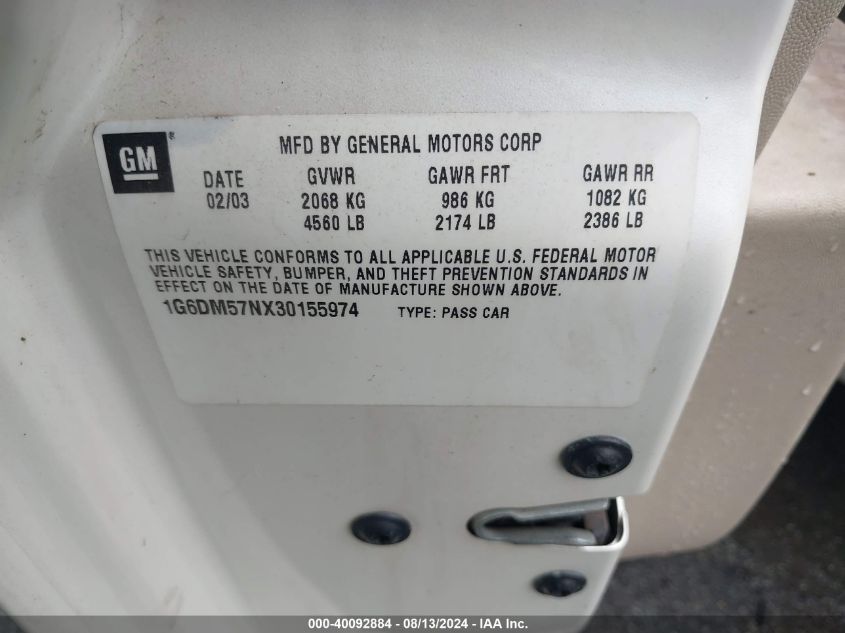 GM®
MFD BY GENERAL MOTORS CORP
DATE GVWR GAWR FRT GAWR RR
02/03 2068 KG 986 KG 1082 KG
4560 LB 2174 LB 2386 LB
THIS VEHICLE CONFORMS TO ALL APPLICABLE U.S. FEDERAL MOTOR
VEHICLE SAFETY, BUMPER, AND THEFT PREVENTION STANDARDS IN
EFFECT ON THE DATE OF MANUFACTURE SHOWN ABOVE.
1G6DM57NX30155974 TYPE: PASS CAR
000-40092884 - 08/13/2024 - IAA Inc.